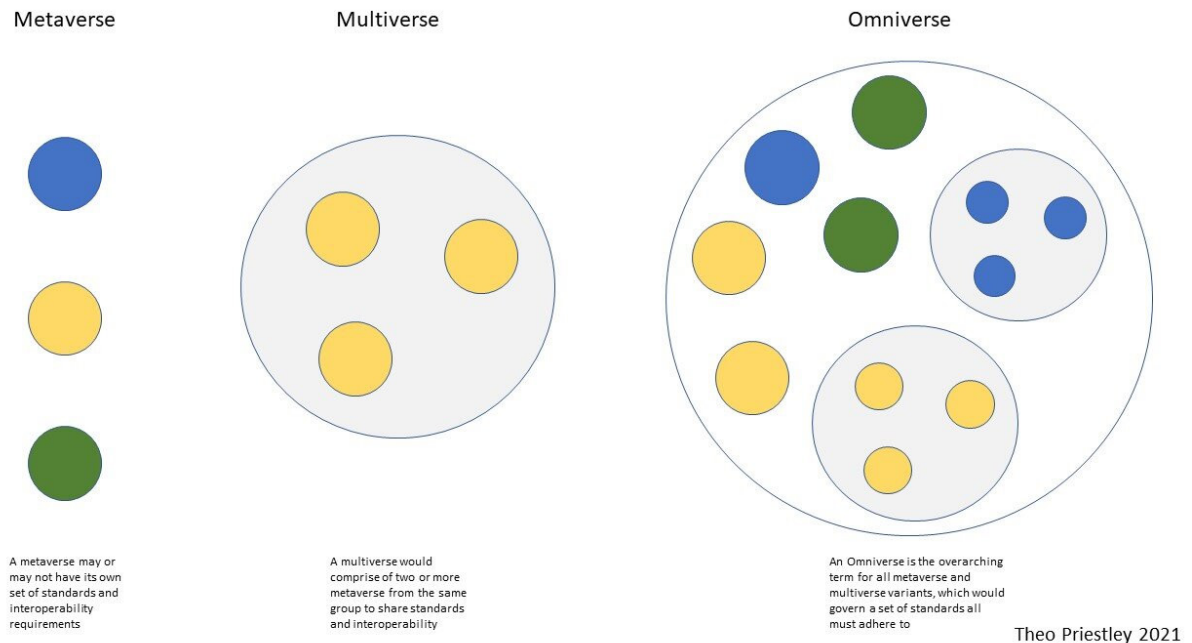 Metaverse
Multiverse
Omniverse
A metaverse may or
may not have its own
set of standards and
interoperability
requirements
A multiverse would
comprise of two or more
metaverse from the same
group to share standards
and interoperability
An Omniverse is the overarching
term for all metaverse and
multiverse variants, which would
govern a set of standards all
must adhere to
Theo Priestley 2021